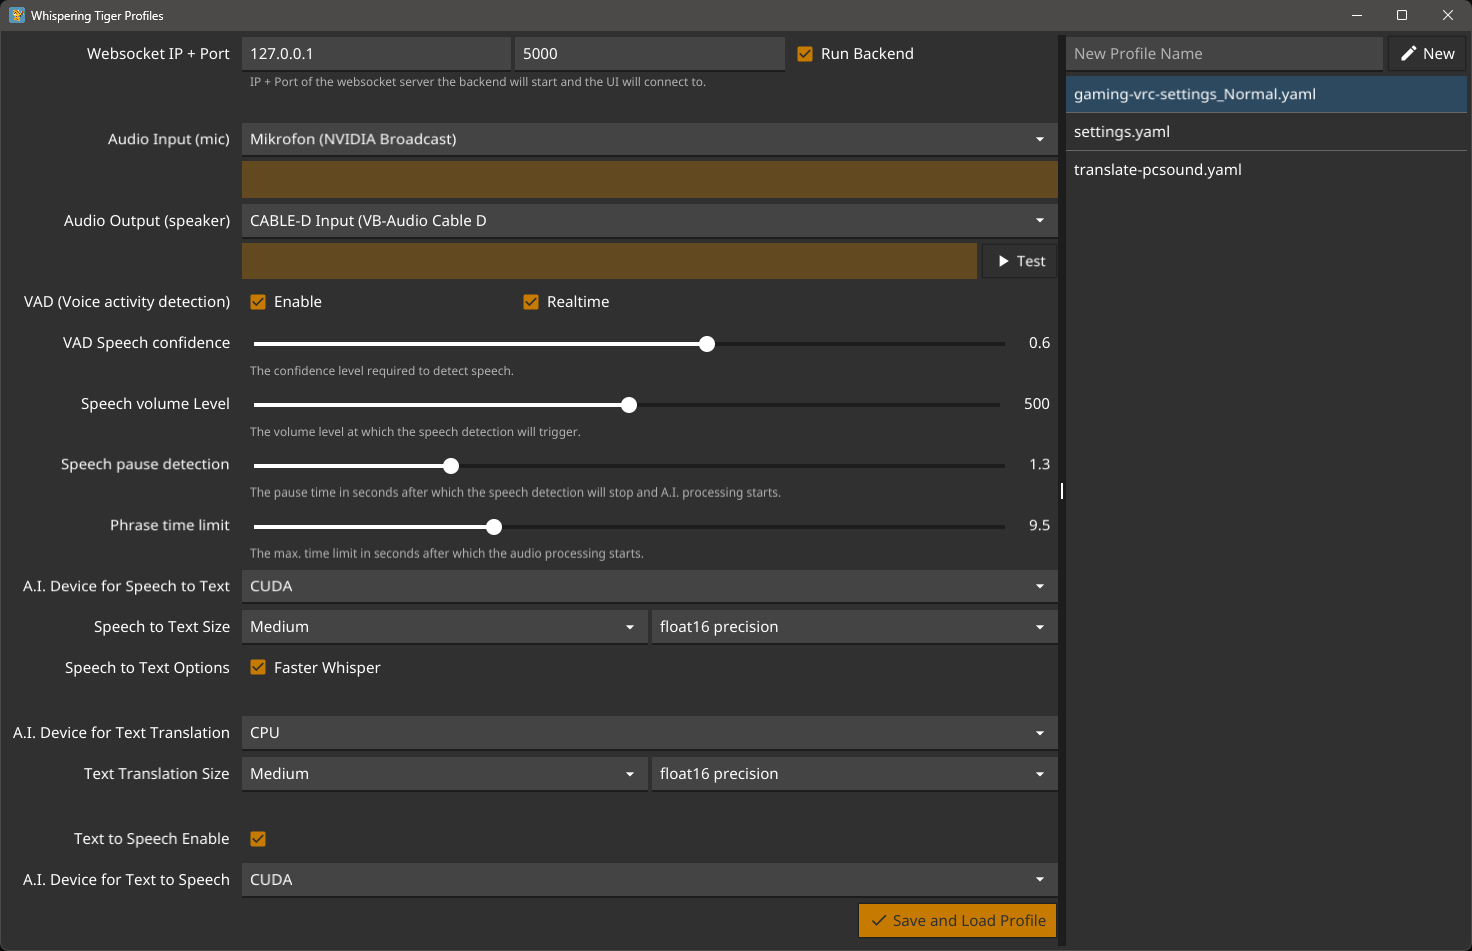 Whispering Tiger Profiles
Websocket IP + Port 127.0.0.1 5000 Run Backend
IP + Port of the websocket server the backend will start and the UI will connect to.
Audio Input (mic) Mikrofon (NVIDIA Broadcast)
Audio Output (speaker) CABLE-D Input (VB-Audio Cable D
Test
VAD (Voice activity detection) Enable Realtime
VAD Speech confidence 0.6
The confidence level required to detect speech.
Speech volume Level 500
The volume level at which the speech detection will trigger.
Speech pause detection 1.3
The pause time in seconds after which the speech detection will stop and A.I. processing starts.
Phrase time limit 9.5
The max. time limit in seconds after which the audio processing starts.
A.I. Device for Speech to Text CUDA
Speech to Text Size Medium float16 precision
Speech to Text Options Faster Whisper
A.I. Device for Text Translation CPU
Text Translation Size Medium float16 precision
Text to Speech Enable
A.I. Device for Text to Speech CUDA
Save and Load Profile
New Profile Name New
gaming-vrc-settings_Normal.yaml
settings.yaml
translate-pcsound.yaml